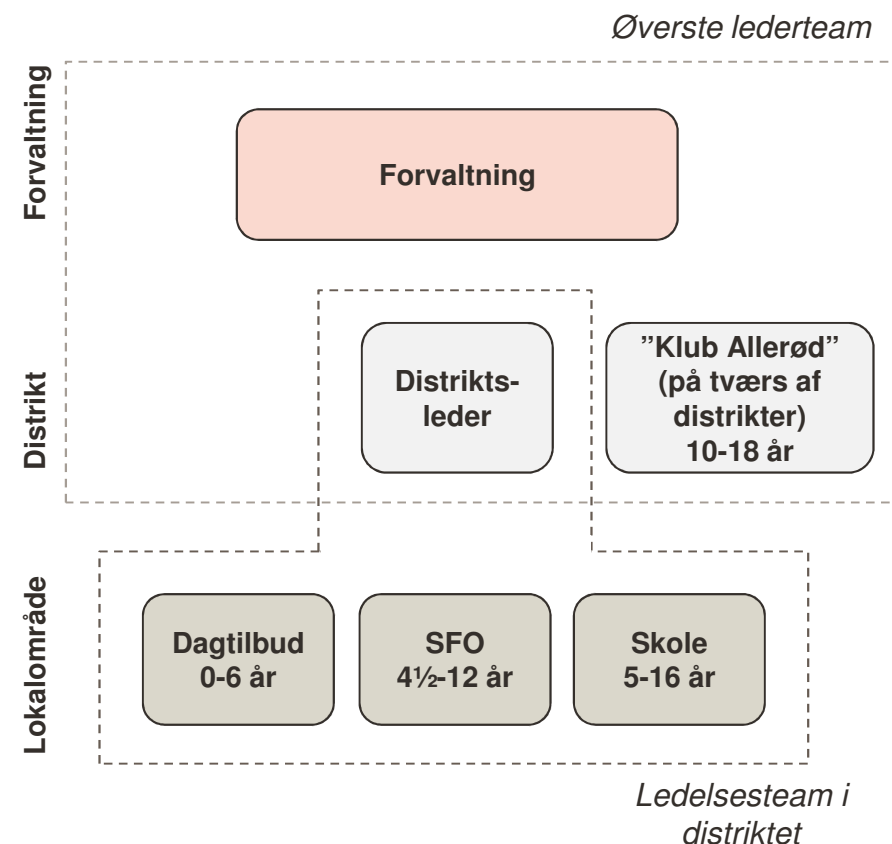 Øverste lederteam
Forvaltning
Forvaltning
Distrikt
Distrikts-
leder
”Klub Allerød”
(på tværs af
distrikter)
10-18 år
Lokalområde
Dagtilbud
0-6 år
SFO
4½-12 år
Skole
5-16 år
Ledelsesteam i
distriktet